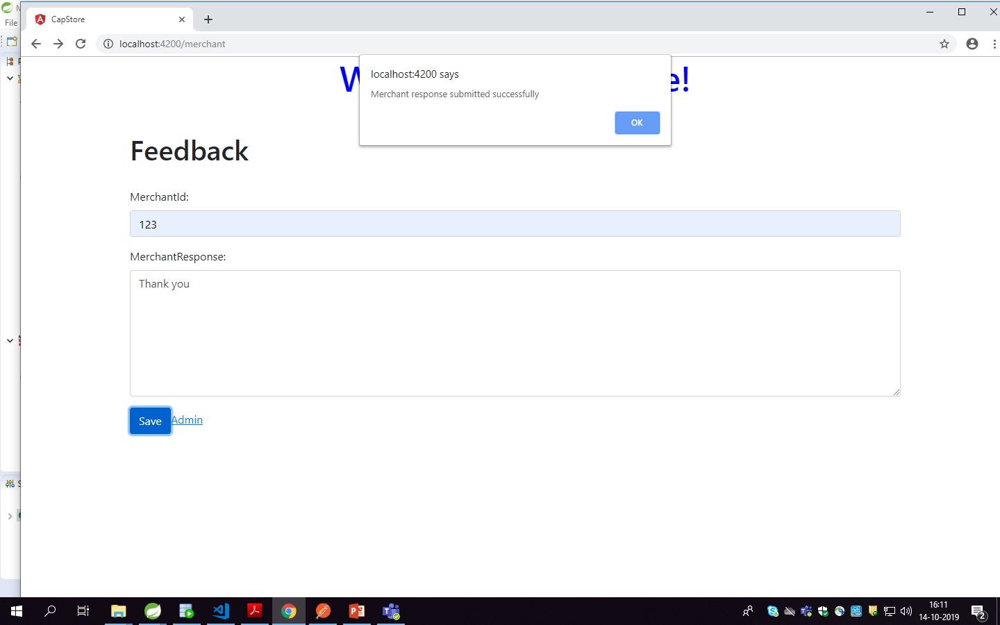 File
CapStore
localhost:4200/merchant
localhost:4200 says
Merchant response submitted successfully
OK
e!
Feedback
MerchantId:
123
MerchantResponse:
Thank you
Save Admin
16:11
14-10-2019
2